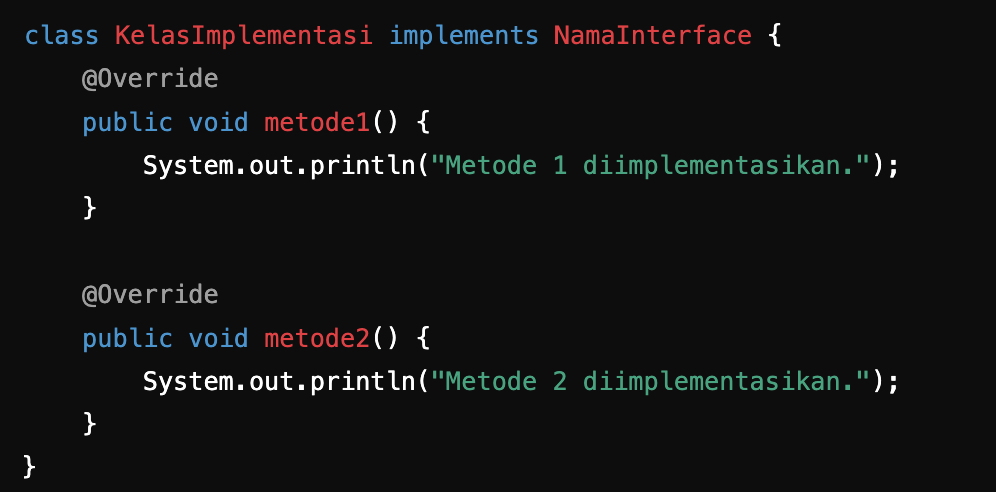 class KelasImplementasi implements NamaInterface {
    @Override
    public void metode1() {
        System.out.println("Metode 1 diimplementasikan.");
    }

    @Override
    public void metode2() {
        System.out.println("Metode 2 diimplementasikan.");
    }
}